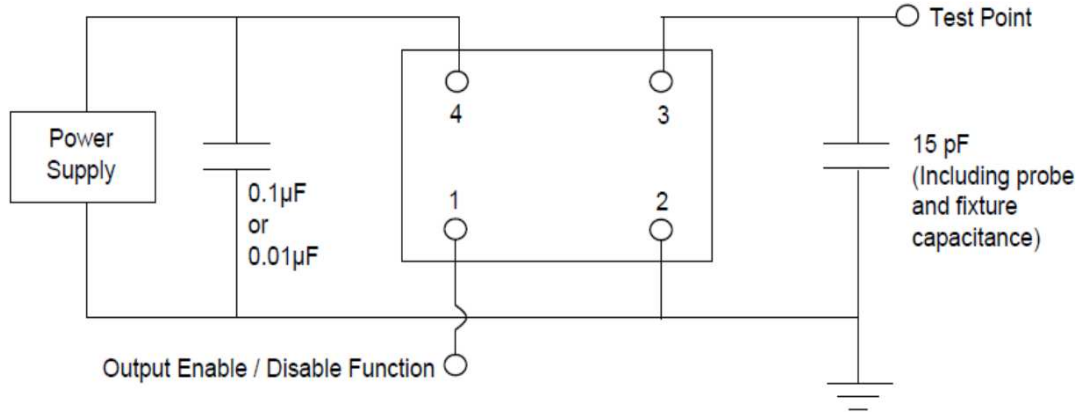 Test Point
Power
Supply
4
3
0.1µF
or
0.01µF
1
2
15 pF
(Including probe
and fixture
capacitance)
Output Enable / Disable Function